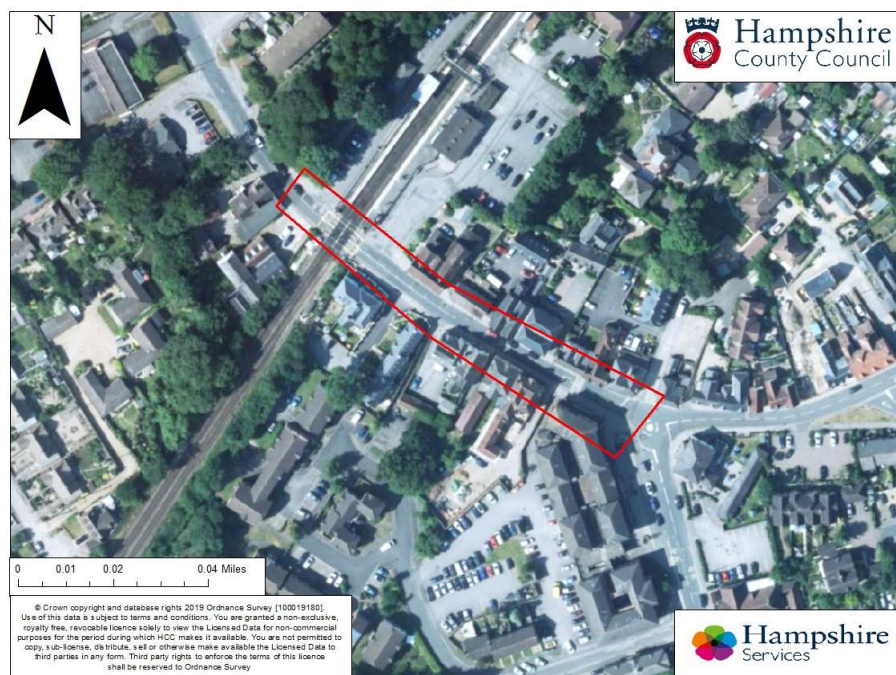 N
Hampshire
County Council
0 0.01 0.02 0.04 Miles
© Crown copyright and database rights 2019 Ordnance Survey [100019180].
Use of this data is subject to terms and conditions. You are granted a non-exclusive,
royalty free, revocable licence solely to view the Licensed Data for non-commercial
purposes for the period during which HCC makes it available. You are not permitted to
copy, sub-license, distribute, sell or otherwise make available the Licensed Data to
third parties in any form. Third party rights to enforce the terms of this licence
shall be reserved to Ordnance Survey
Hampshire
Services